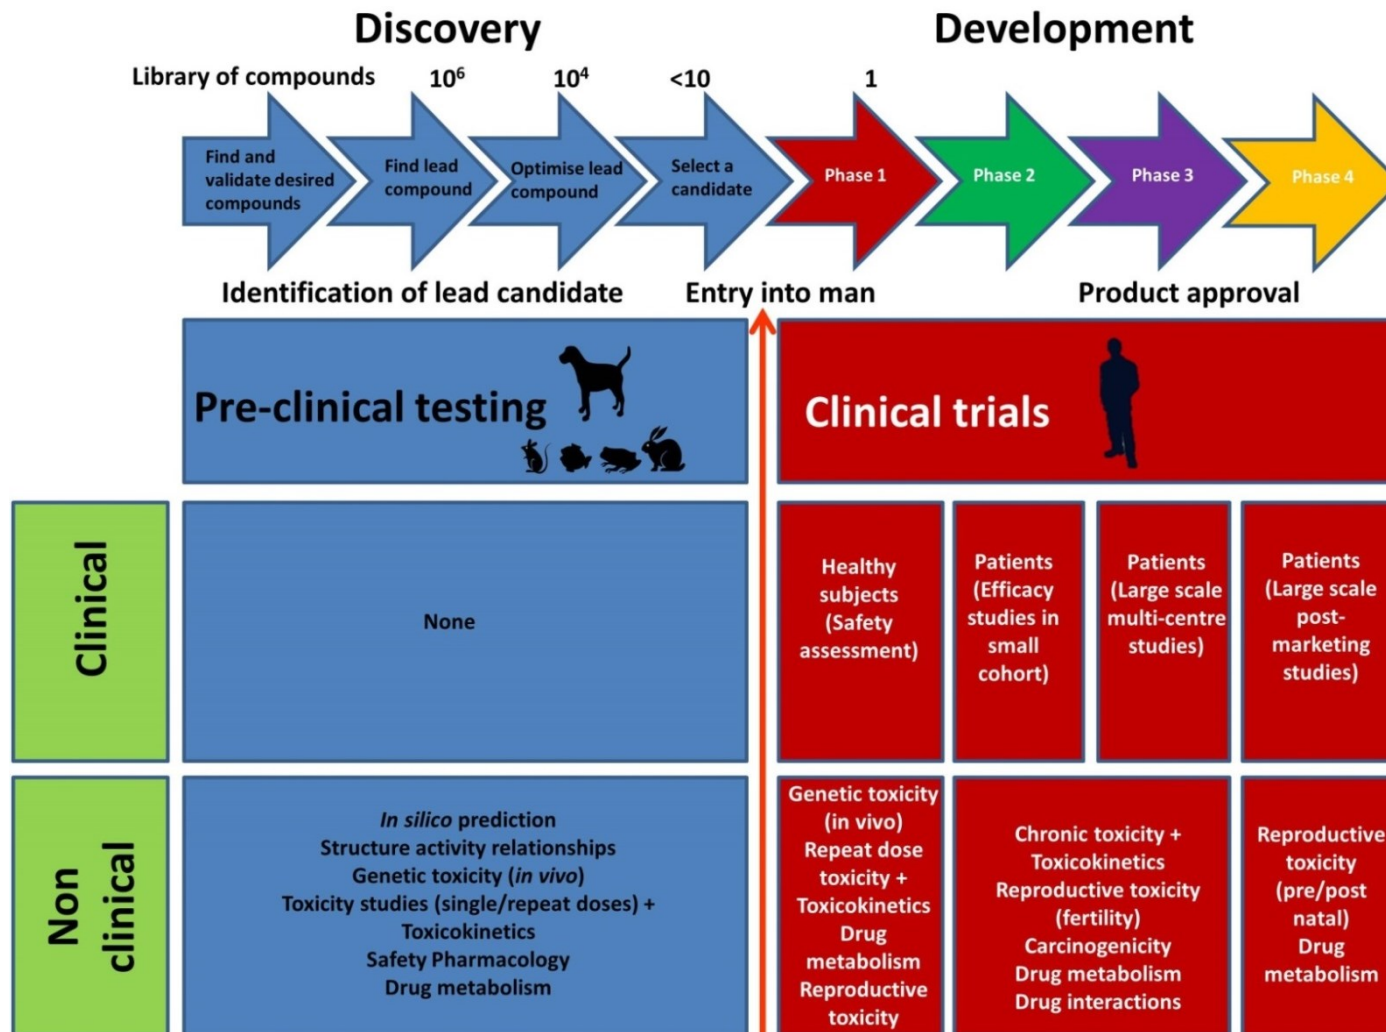 Discovery
Development
Library of compounds
10⁶
10⁴
<10
1
Find and
validate desired
compounds
Find lead
compound
Optimise lead
compound
Select a
candidate
Phase 1
Phase 2
Phase 3
Phase 4
Identification of lead candidate
Entry into man
Product approval
Pre-clinical testing
Clinical trials
Clinical
None
Healthy
subjects
(Safety
assessment)
Patients
(Efficacy
studies in
small
cohort)
Patients
(Large scale
multi-centre
studies)
Patients
(Large scale
post-
marketing
studies)
Non
clinical
In silico prediction
Structure activity relationships
Genetic toxicity (in vivo)
Toxicity studies (single/repeat doses) +
Toxicokinetics
Safety Pharmacology
Drug metabolism
Genetic toxicity
(in vivo)
Repeat dose
toxicity +
Toxicokinetics
Drug
metabolism
Reproductive
toxicity
Chronic toxicity +
Toxicokinetics
Reproductive toxicity
(fertility)
Carcinogenicity
Drug metabolism
Drug interactions
Reproductive
toxicity
(pre/post
natal)
Drug
metabolism